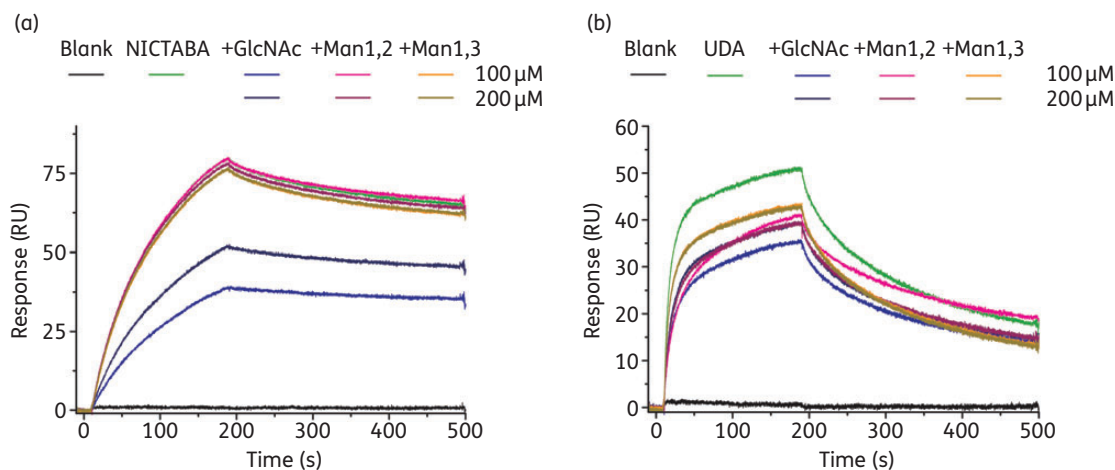 (a)
Blank NICTABA +GlcNAc +Man1,2 +Man1,3
100 µM
200 µM
75
50
25
0
Response (RU)
0 100 200 300 400 500
Time (s)
(b)
Blank UDA +GlcNAc +Man1,2 +Man1,3
100 µM
200 µM
60
50
40
30
20
10
0
Response (RU)
0 100 200 300 400 500
Time (s)